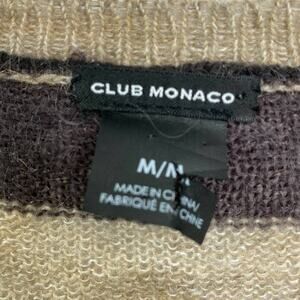 CLUB MONACO
M/M
MADE IN CHINA/
FABRIQUÉ EN CHINE